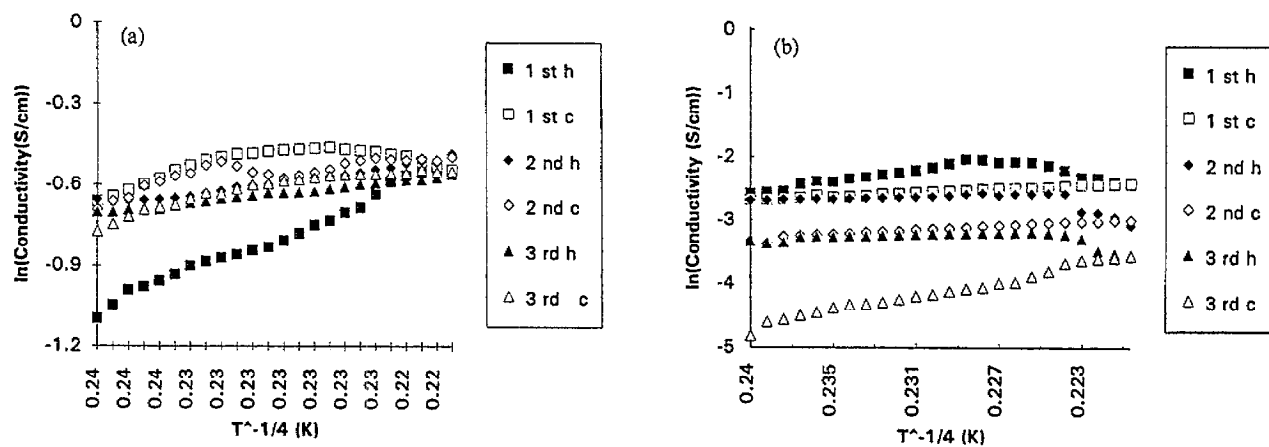 (a)
ln(Conductivity(S/cm))
0
-0.3
-0.6
-0.9
-1.2
0.24
0.24
0.24
0.23
0.23
0.23
0.23
0.23
0.23
0.23
0.22
0.22
T^-1/4 (K)
1 st h
1 st c
2 nd h
2 nd c
3 rd h
3 rd c
(b)
ln(Conductivity (S/cm))
0
-1
-2
-3
-4
-5
0.24
0.235
0.231
0.227
0.223
T^-1/4 (K)
1 st h
1 st c
2 nd h
2 nd c
3 rd h
3 rd c